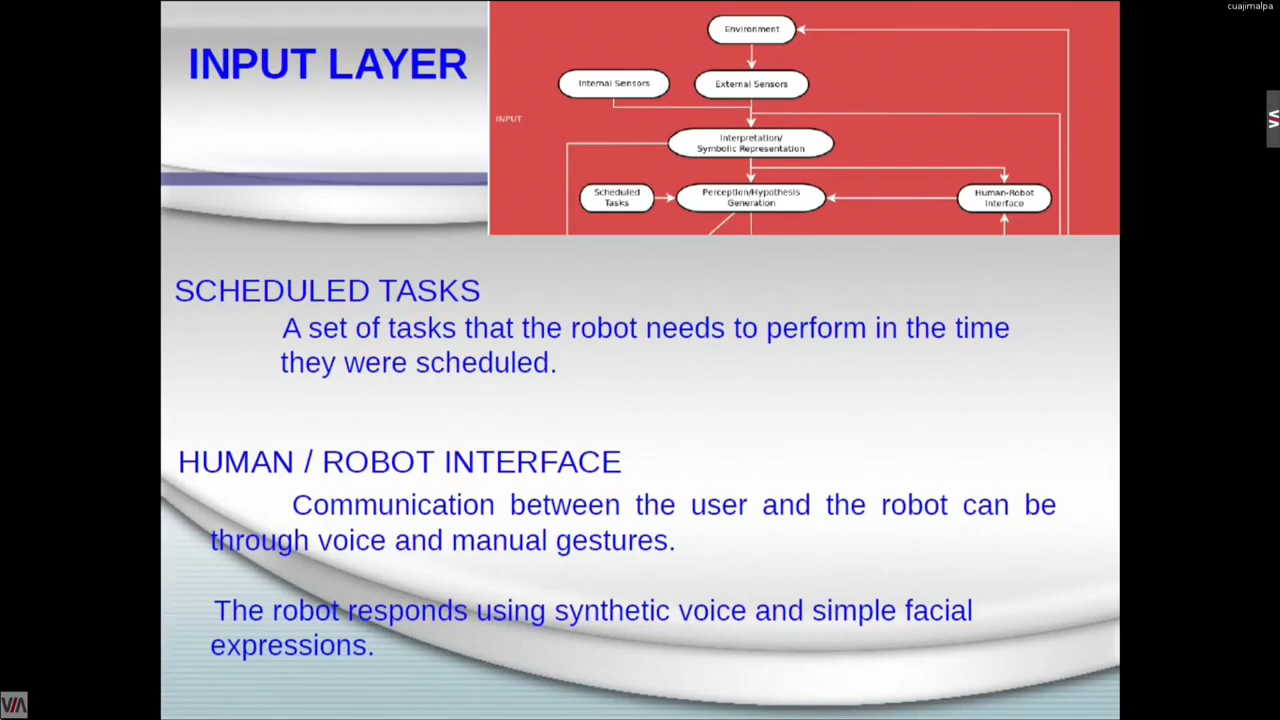 cuajimalpa
INPUT LAYER
Environment
Internal Sensors
External Sensors
INPUT
Interpretation/
Symbolic Representation
Scheduled
Tasks
Perception/Hypothesis
Generation
Human-Robot
Interface
SCHEDULED TASKS
A set of tasks that the robot needs to perform in the time
they were scheduled.
HUMAN / ROBOT INTERFACE
Communication between the user and the robot can be
through voice and manual gestures.
The robot responds using synthetic voice and simple facial
expressions.